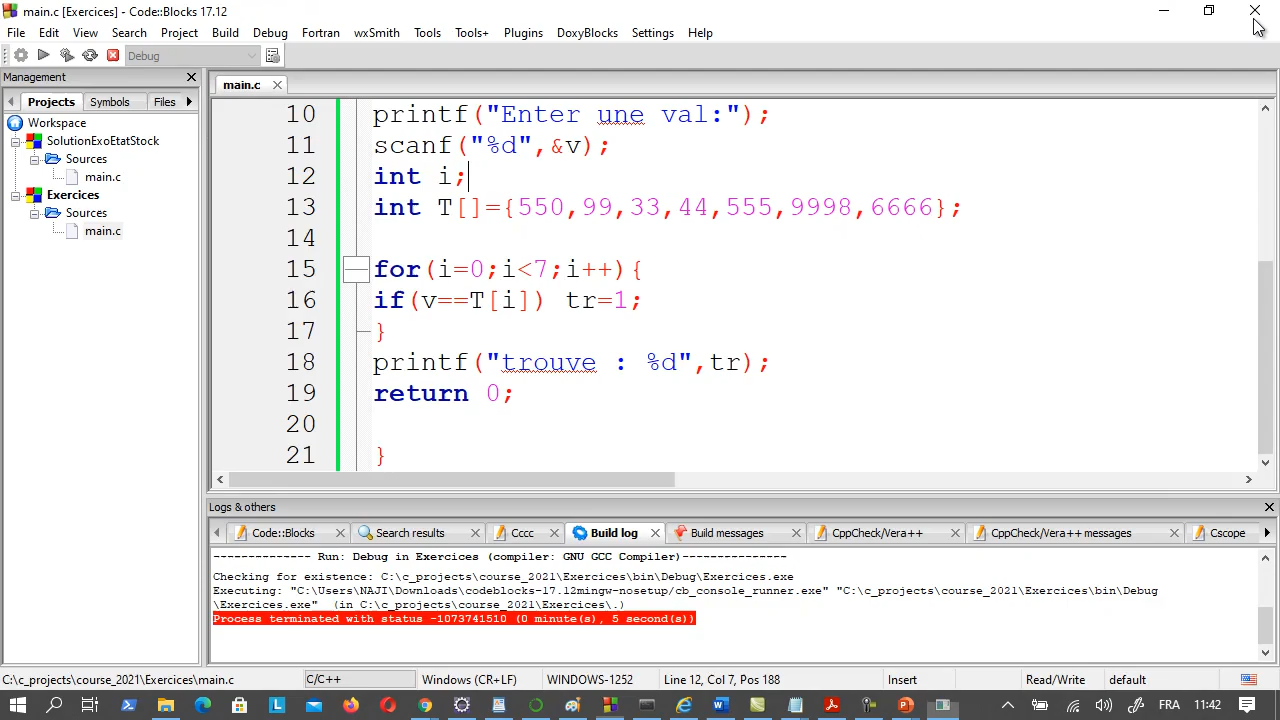 main.c [Exercices] - Code::Blocks 17.12
File Edit View Search Project Build Debug Fortran wxSmith Tools Tools+ Plugins DoxyBlocks Settings Help
Debug
Management
Projects Symbols Files
Workspace
SolutionExoEtatStock
Sources
main.c
Exercices
Sources
main.c
main.c
10 printf("Enter une val:");
11 scanf("%d",&v);
12 int i;
13 int T[]={550,99,33,44,555,9998,6666};
14
15 for(i=0;i<7;i++){
16 if(v==T[i]) tr=1;
17 }
18 printf("trouve : %d",tr);
19 return 0;
20
21 }
Logs & others
Code::Blocks Search results Cccc Build log Build messages CppCheck/Vera++ CppCheck/Vera++ messages Cscope
-------------- Run: Debug in Exercices (compiler: GNU GCC Compiler)---------------
Checking for existence: C:\c_projects\course_2021\Exercices\bin\Debug\Exercices.exe
Executing: "C:\Users\NAJI\Downloads\codeblocks-17.12mingw-nosetup/cb_console_runner.exe" "C:\c_projects\course_2021\Exercices\bin\Debug
\Exercices.exe"  (in C:\c_projects\course_2021\Exercices\.)
Process terminated with status -1073741510 (0 minute(s), 5 second(s))
C:\c_projects\course_2021\Exercices\main.c C/C++ Windows (CR+LF) WINDOWS-1252 Line 12, Col 7, Pos 188 Insert Read/Write default
FRA 11:42